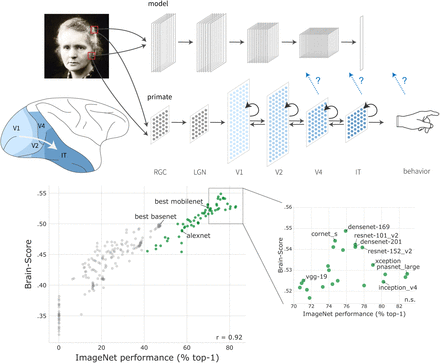 model
?
?
?
primate
V1
V4
V2
IT
RGC
LGN
V1
V2
V4
IT
behavior
.55
.50
.45
.40
.35
Brain-Score
best mobilenet
best basenet
alexnet
r = 0.92
0
20
40
60
80
ImageNet performance (% top-1)
.55
.54
.53
.52
Brain-Score
densenet-169
cornet_s
resnet-101_v2
densenet-201
resnet-152_v2
xception
pnasnet_large
vgg-19
inception_v4
n.s.
70
72
74
76
78
80
82
ImageNet performance (% top-1)